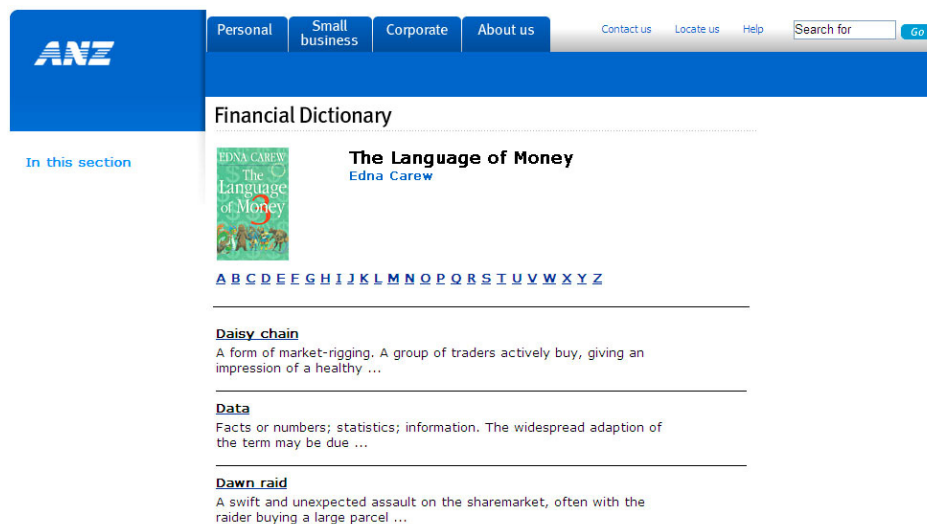 ANZ
Personal
Small
business
Corporate
About us
Contact us
Locate us
Help
Search for
Go
Financial Dictionary
In this section
EDNA CAREW
The
Language
of Money
3
The Language of Money
Edna Carew
A B C D E F G H I J K L M N O P Q R S T U V W X Y Z
Daisy chain
A form of market-rigging. A group of traders actively buy, giving an
impression of a healthy ...
Data
Facts or numbers; statistics; information. The widespread adaption of
the term may be due ...
Dawn raid
A swift and unexpected assault on the sharemarket, often with the
raider buying a large parcel ...